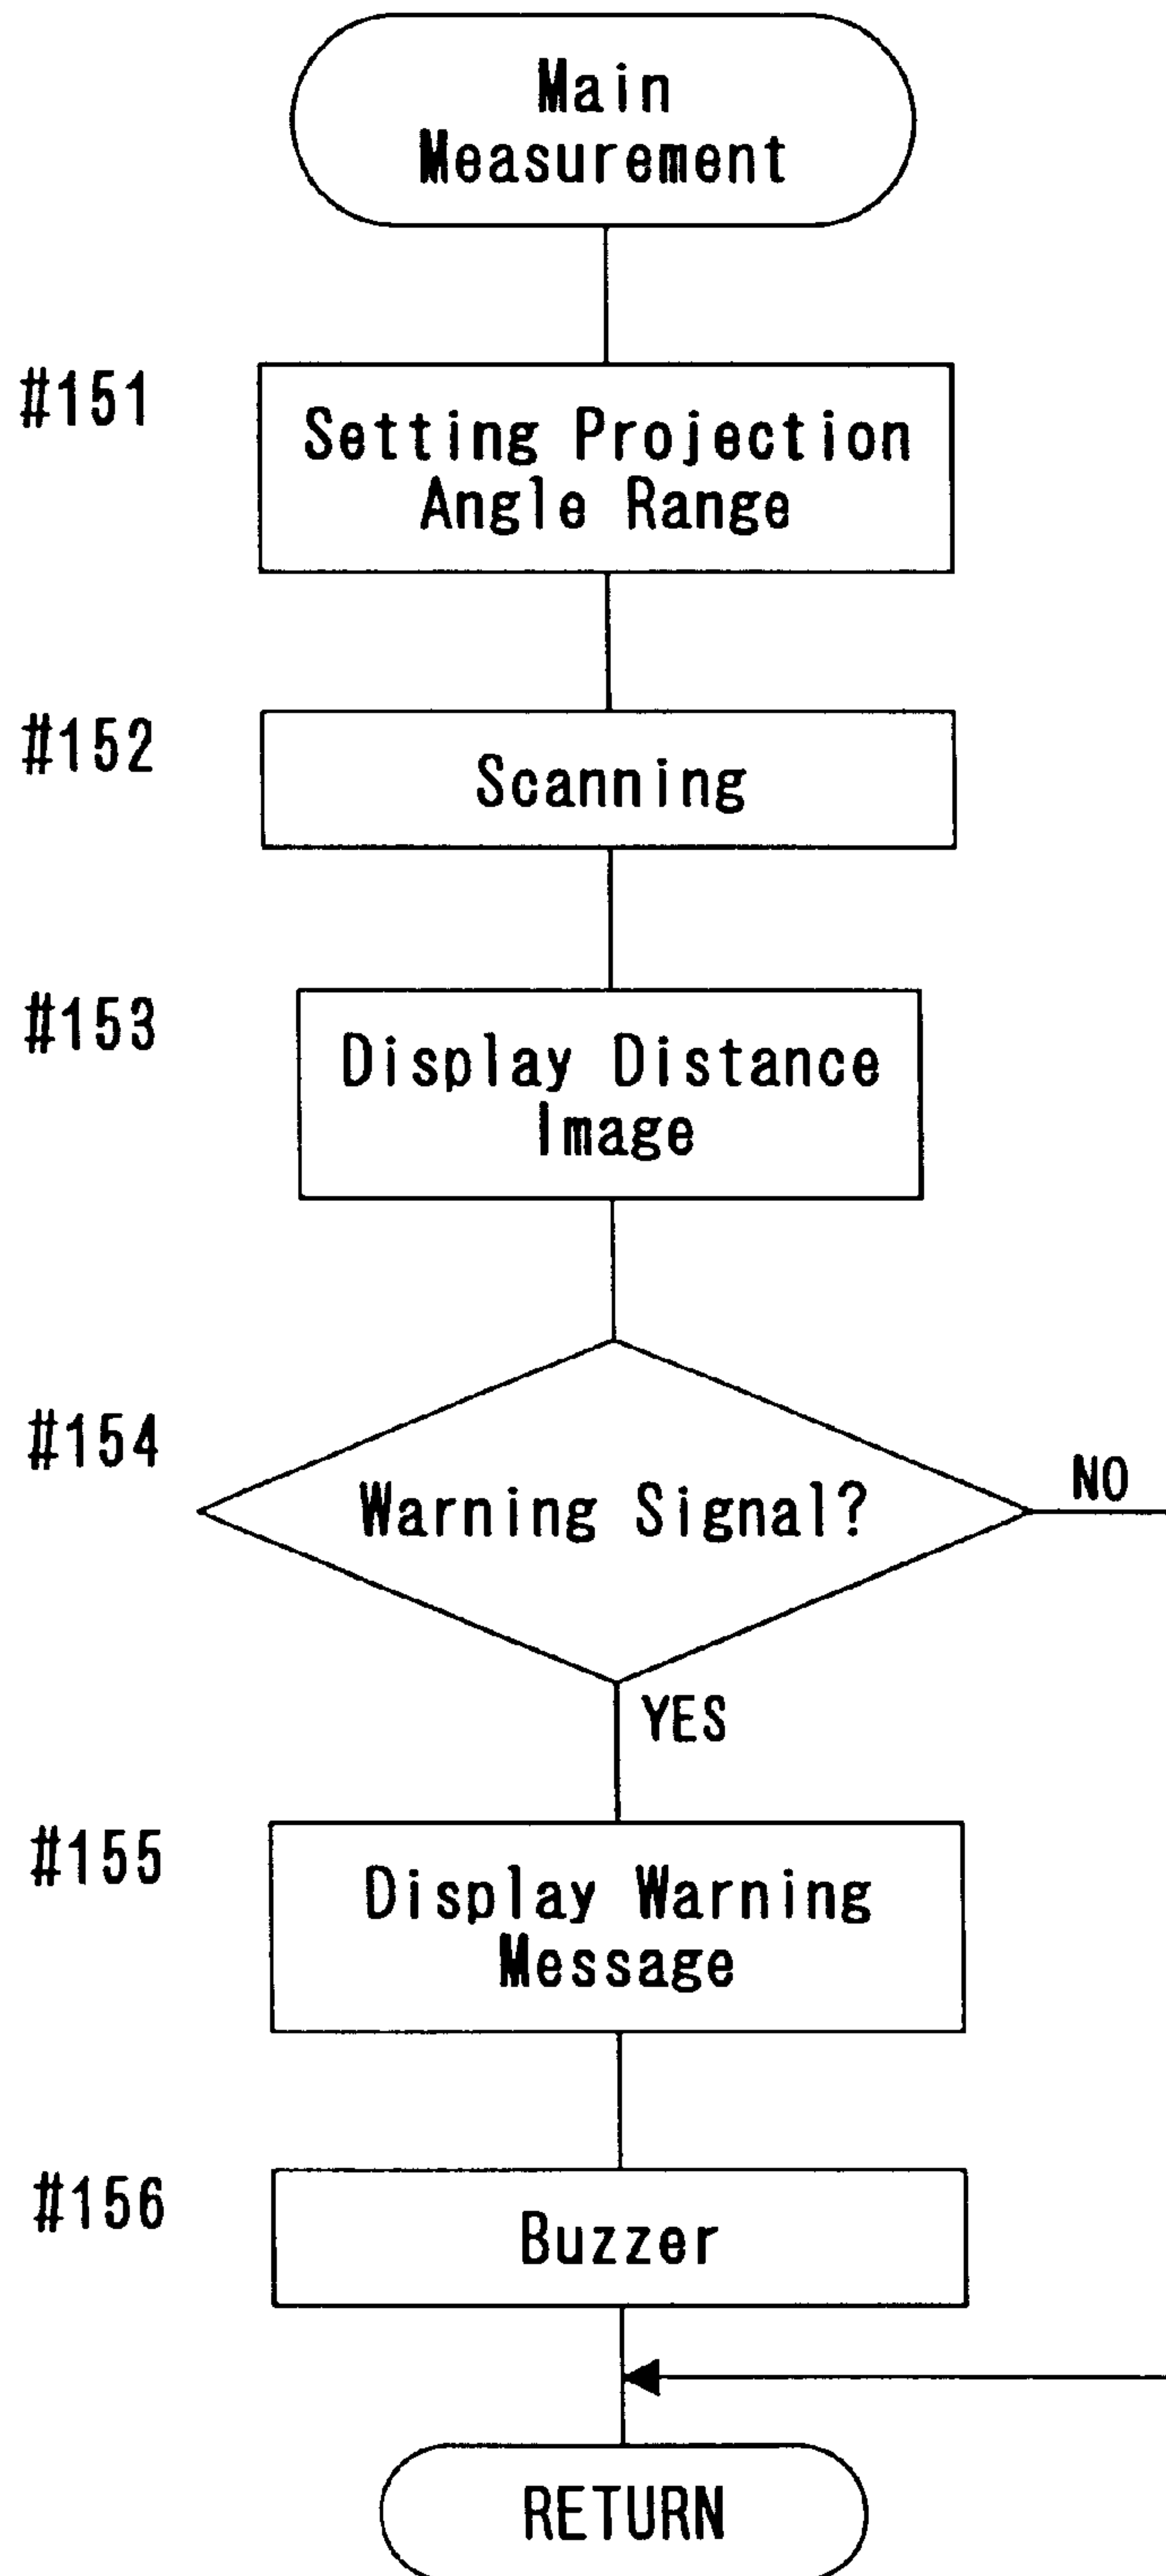 Main
Measurement
#151
Setting Projection
Angle Range
#152
Scanning
#153
Display Distance
Image
#154
Warning Signal?
NO
YES
#155
Display Warning
Message
#156
Buzzer
RETURN